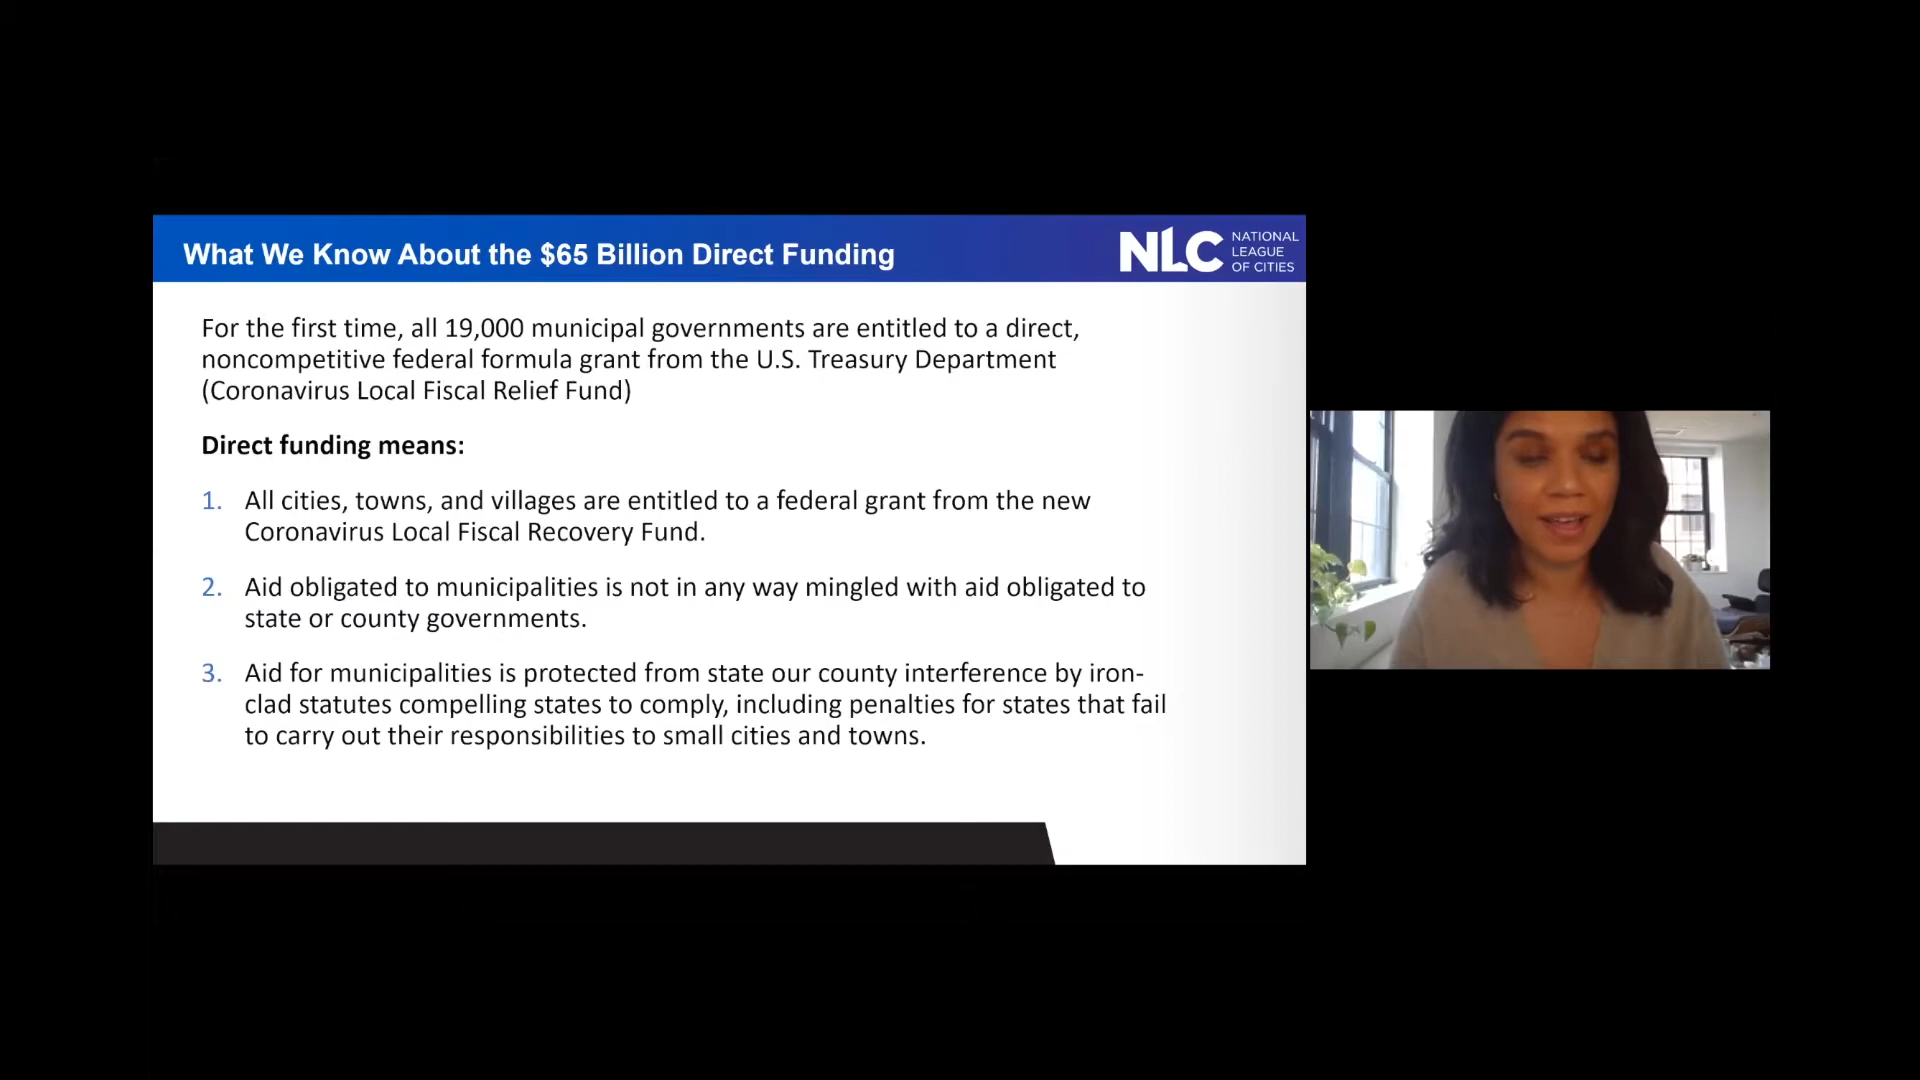 What We Know About the $65 Billion Direct Funding
NLC NATIONAL
LEAGUE
OF CITIES
For the first time, all 19,000 municipal governments are entitled to a direct,
noncompetitive federal formula grant from the U.S. Treasury Department
(Coronavirus Local Fiscal Relief Fund)
Direct funding means:
1. All cities, towns, and villages are entitled to a federal grant from the new
Coronavirus Local Fiscal Recovery Fund.
2. Aid obligated to municipalities is not in any way mingled with aid obligated to
state or county governments.
3. Aid for municipalities is protected from state our county interference by iron-
clad statutes compelling states to comply, including penalties for states that fail
to carry out their responsibilities to small cities and towns.